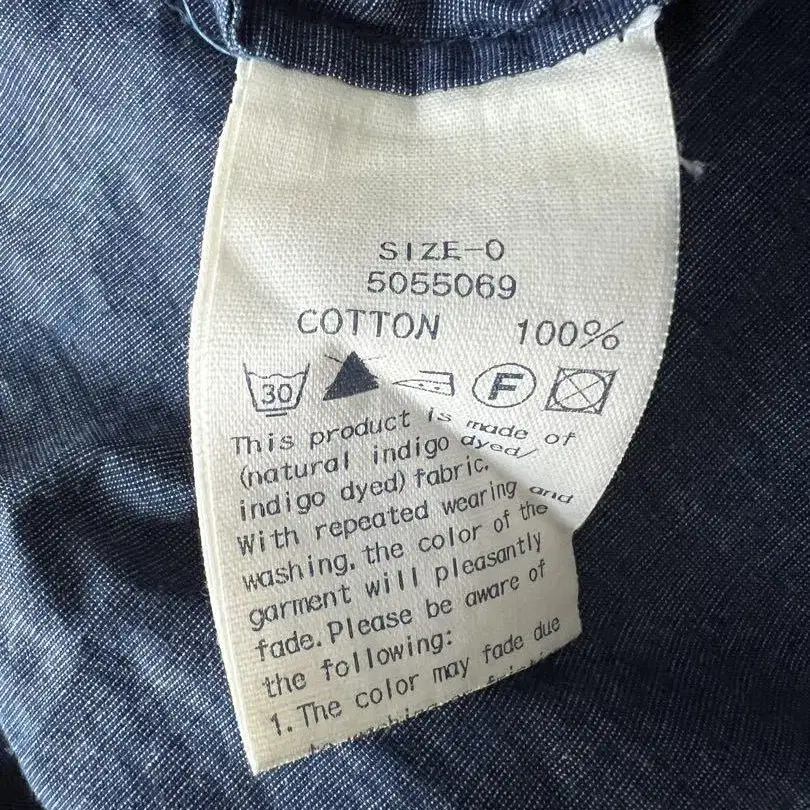 SIZE-0
5055069
COTTON 100%
30 F
This product is made of
(natural indigo dyed/
indigo dyed) fabric.
With repeated wearing and
washing, the color of the
garment will pleasantly
fade. Please be aware of
the following:
1. The color may fade due
to